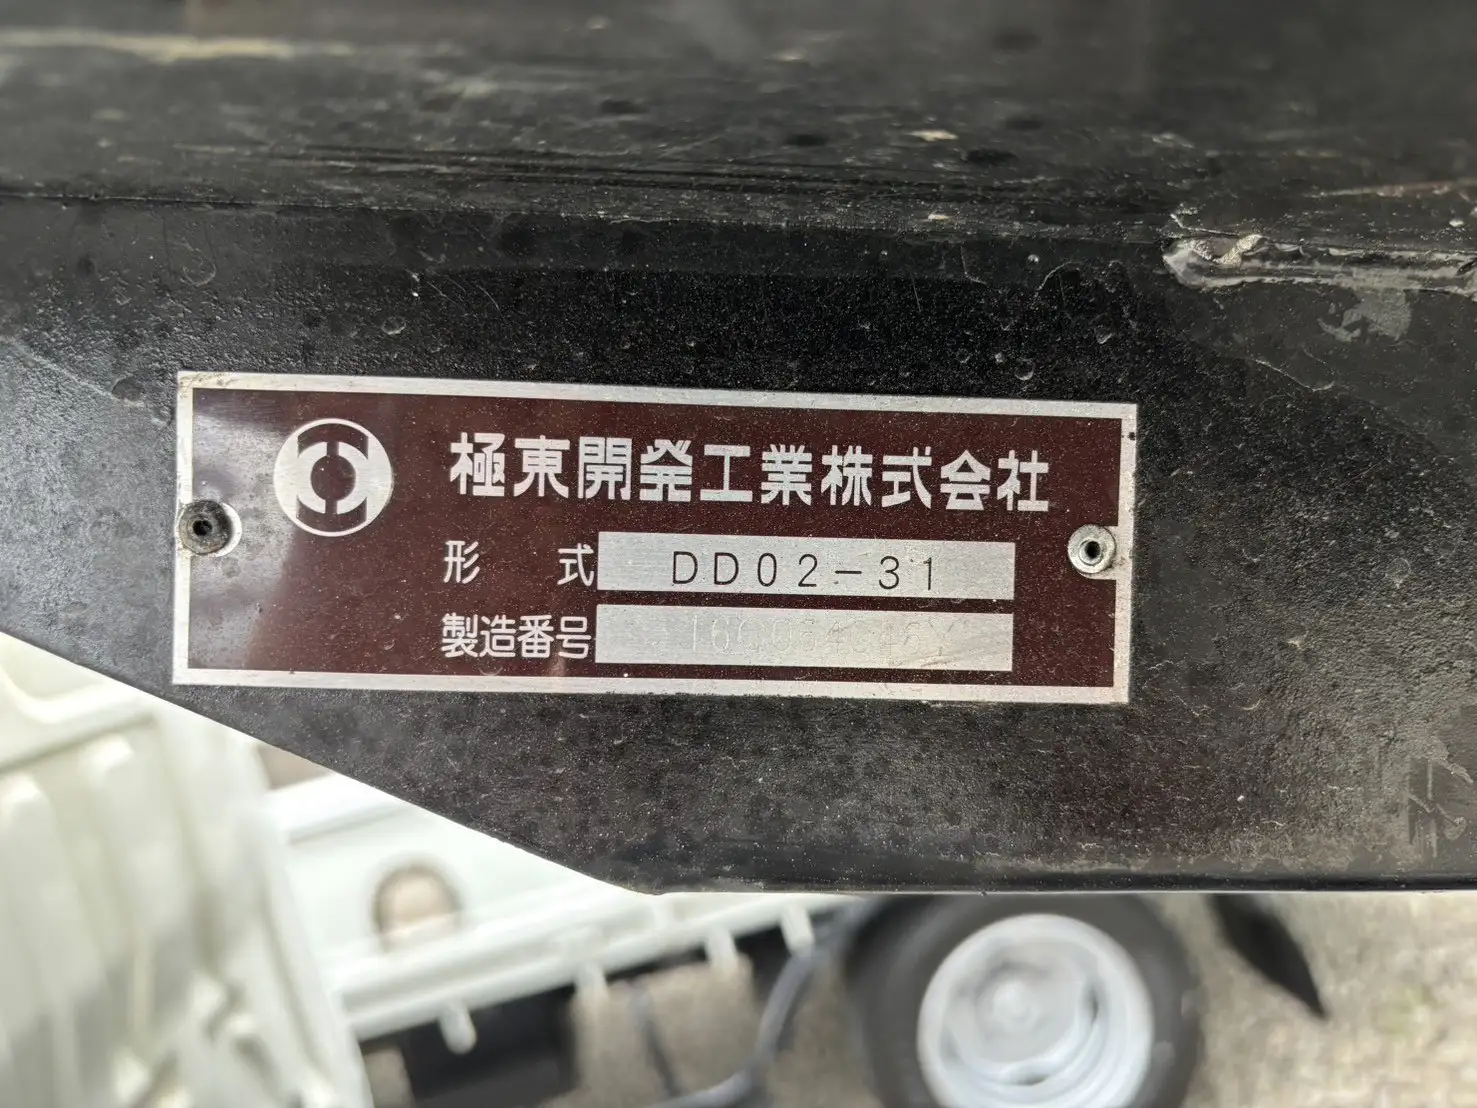 極東開発工業株式会社
形 式 DD02-31
製造番号